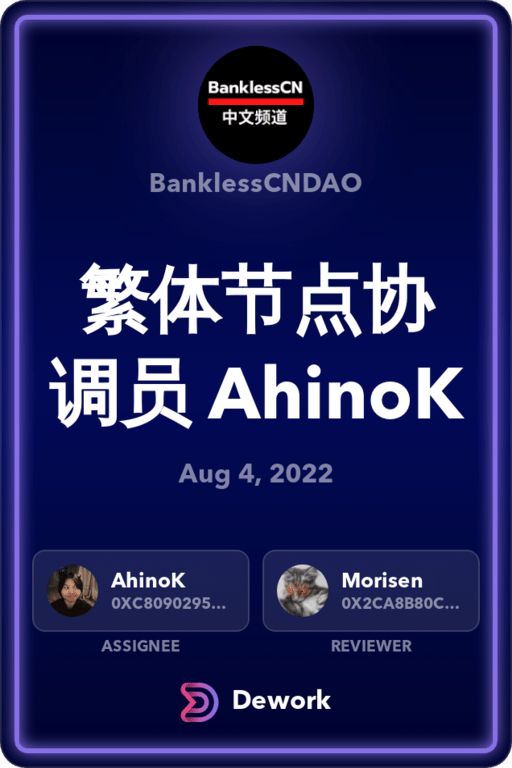 BanklessCN
中文频道
BanklessCNDAO
繁体节点协
调员 AhinoK
Aug 4, 2022
AhinoK
0XC8090295...
Morisen
0X2CA8B80C...
ASSIGNEE
REVIEWER
Dework